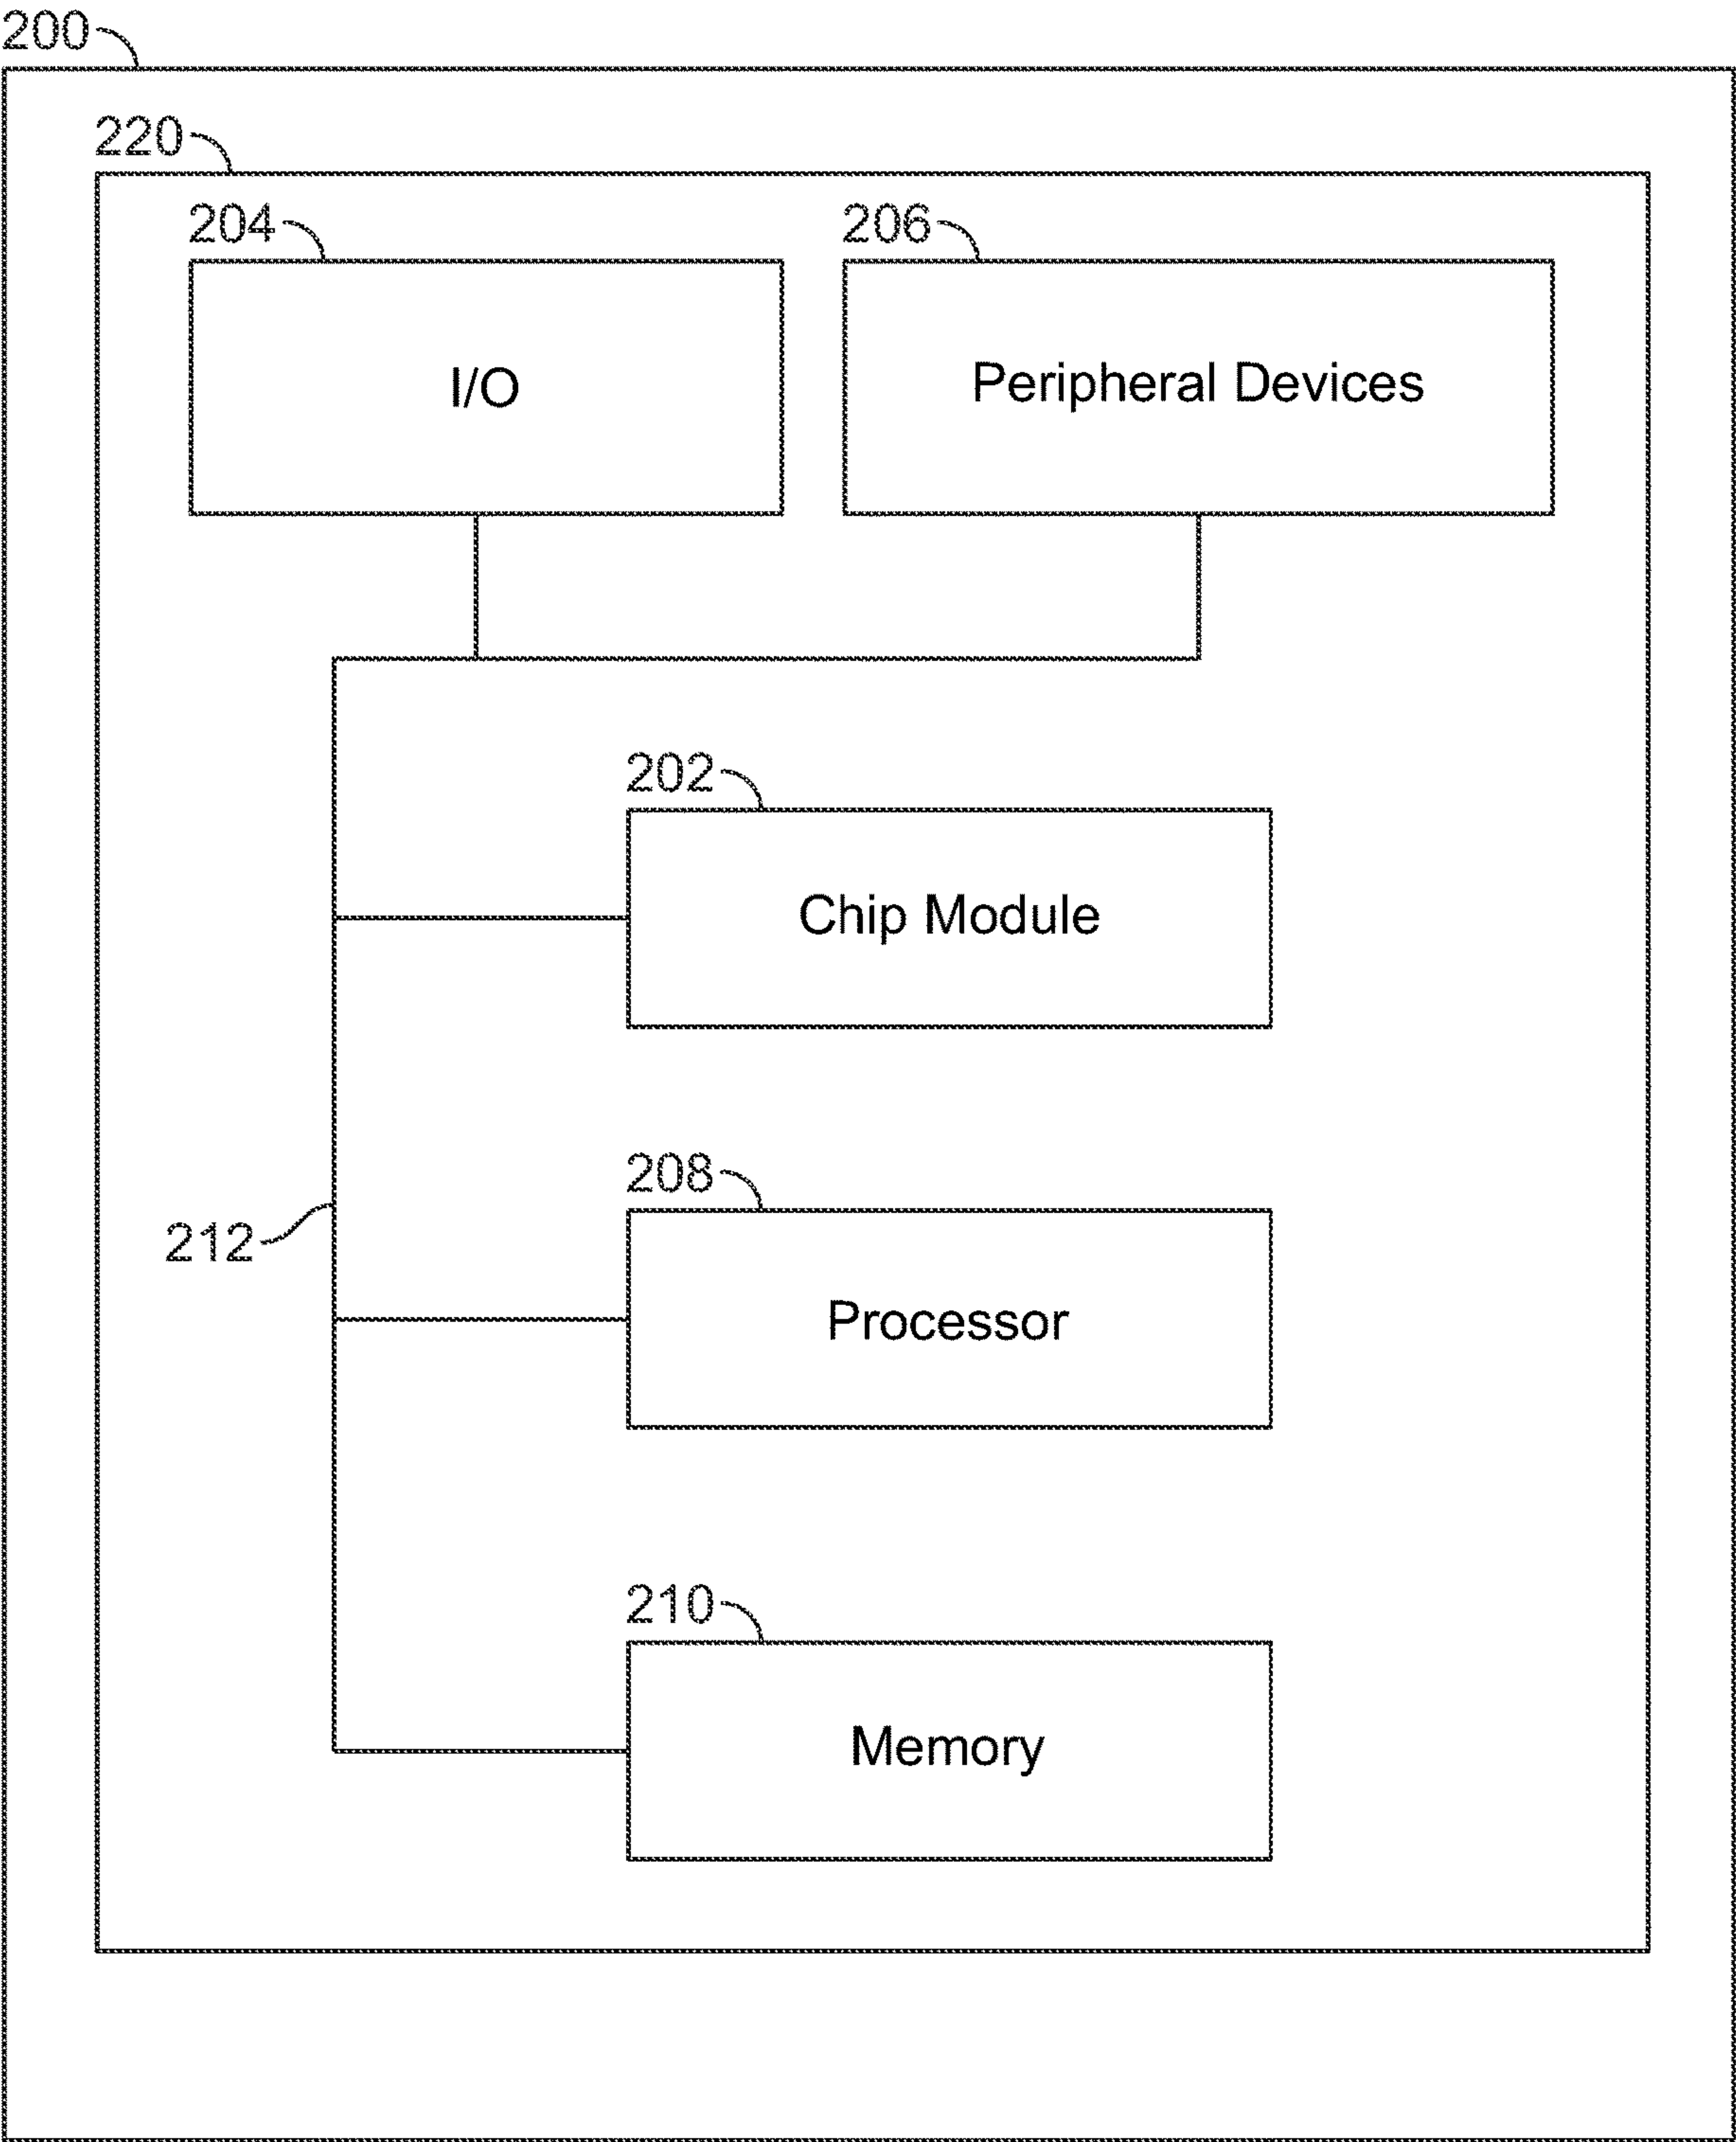 200
220
204
206
I/O
Peripheral Devices
202
Chip Module
208
212
Processor
210
Memory